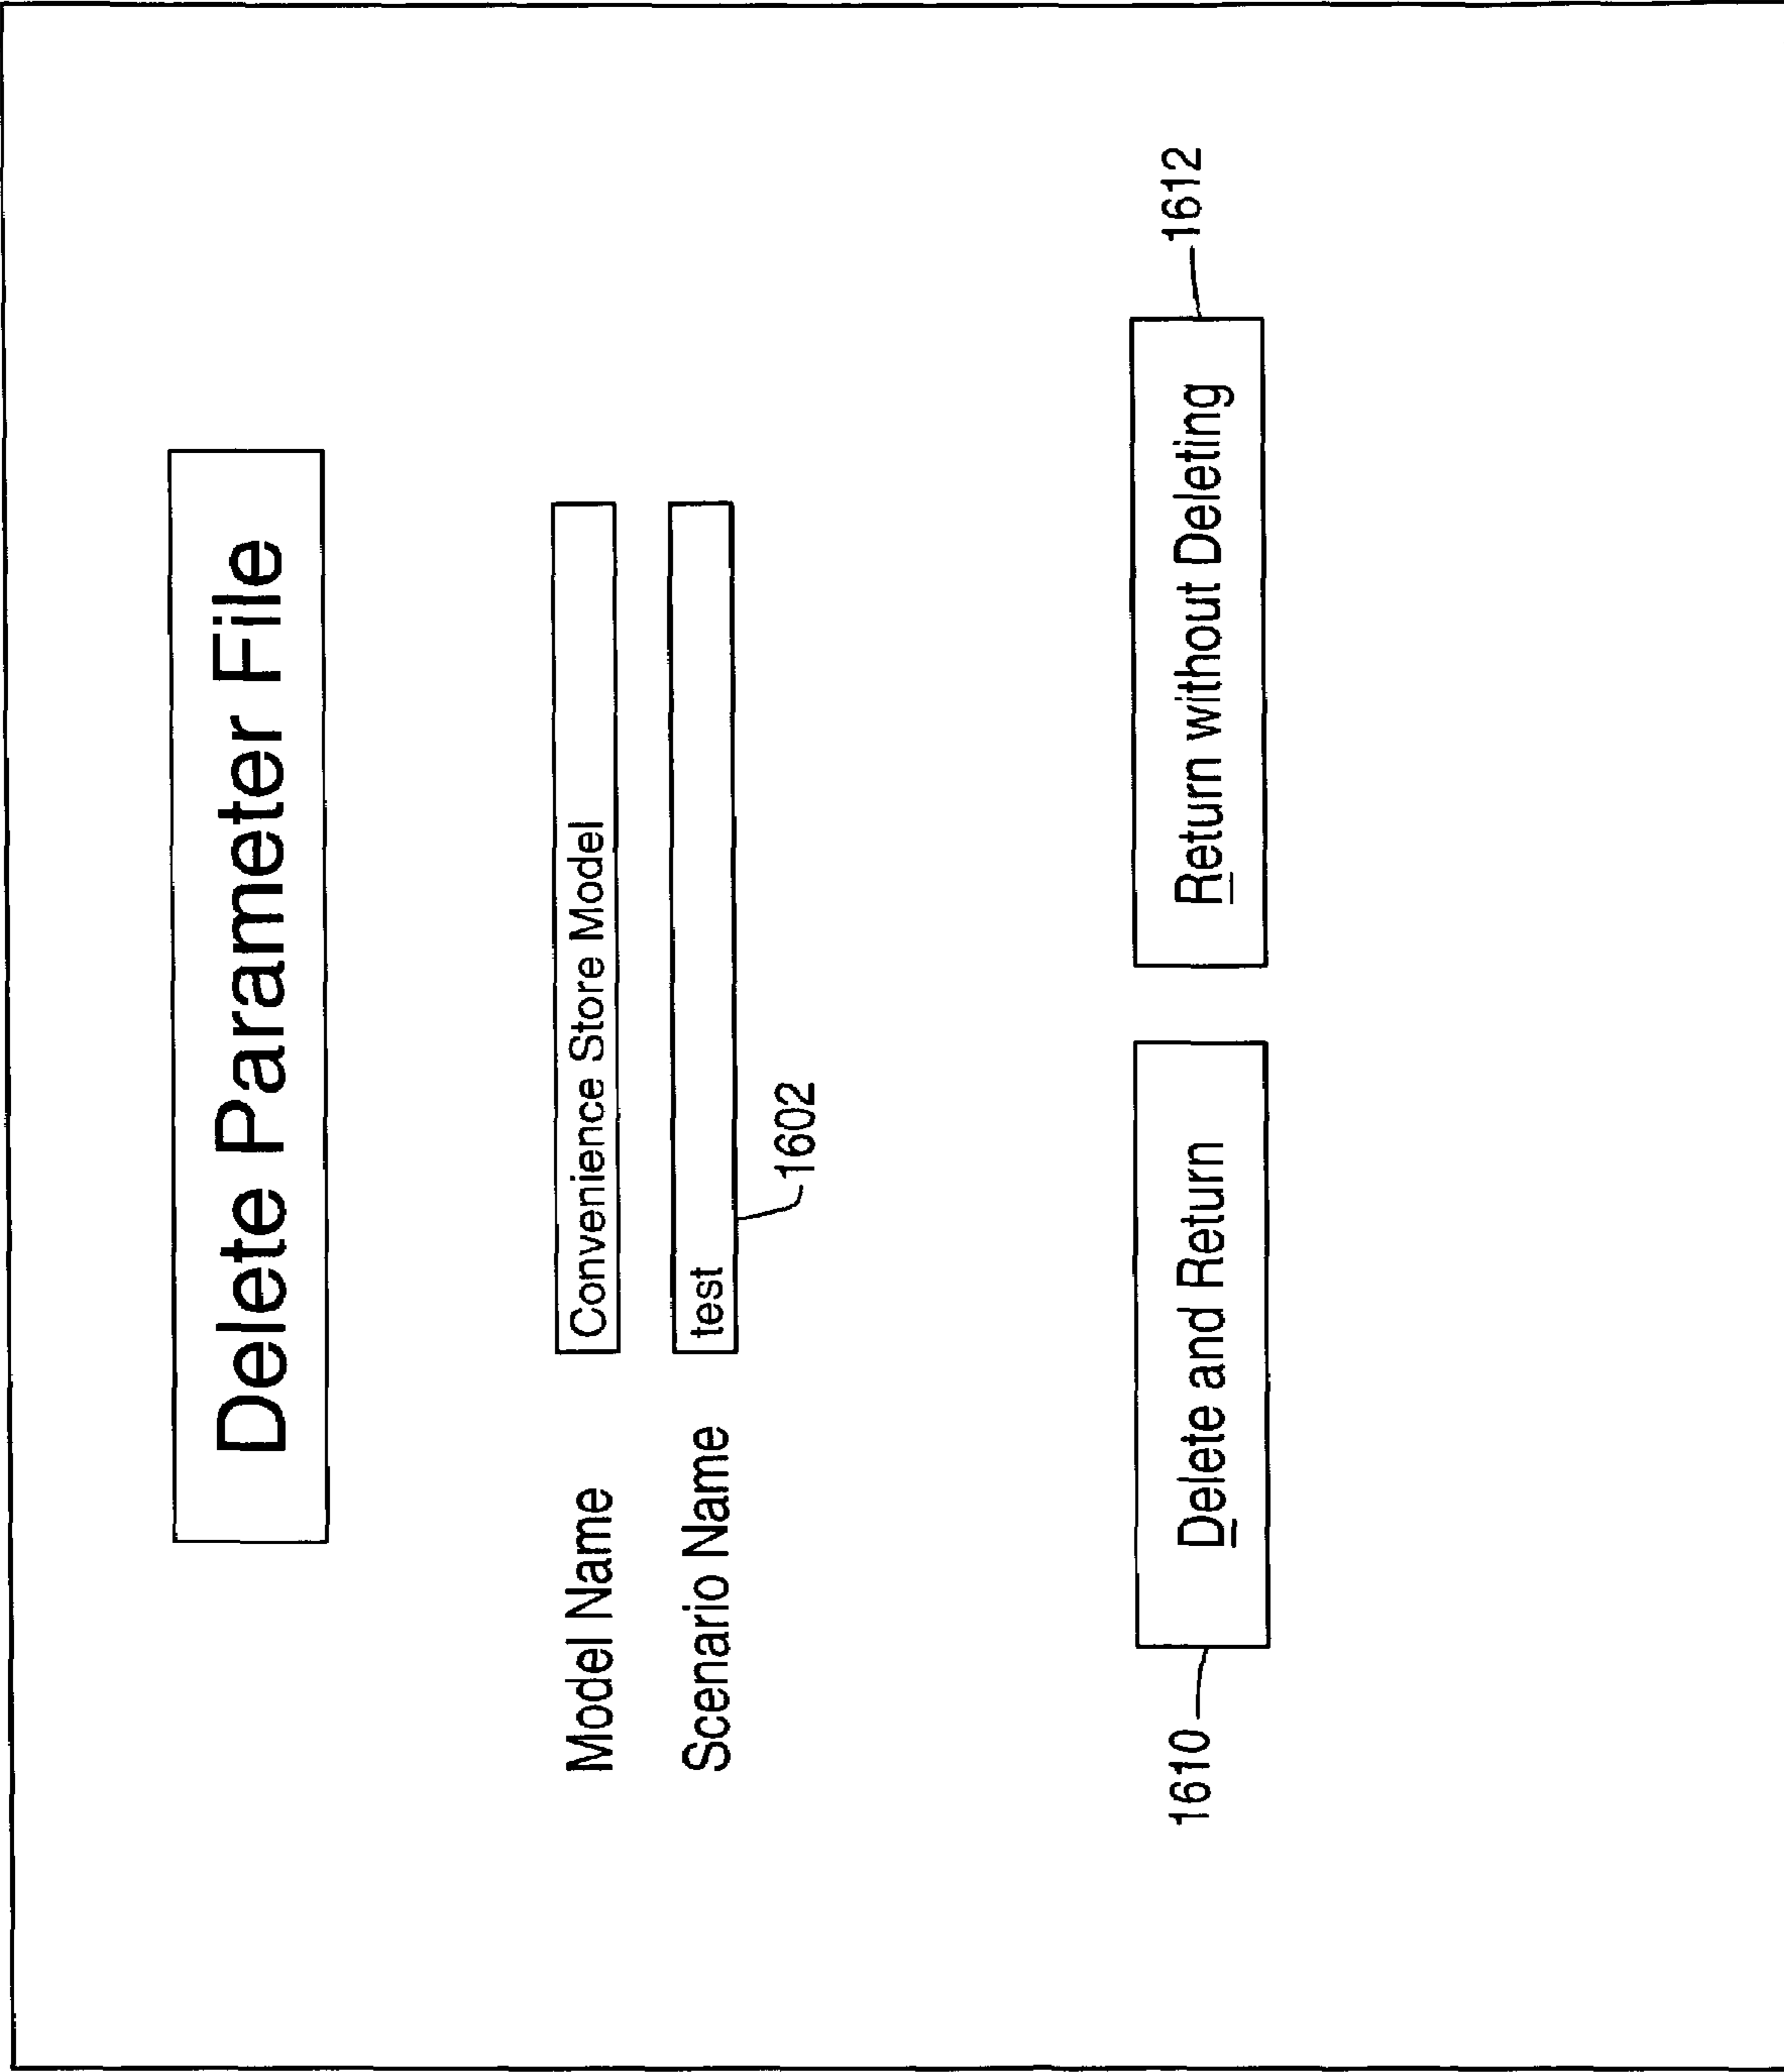 Delete Parameter File
Model Name Convenience Store Model
Scenario Name test
1602
1610 Delete and Return Return without Deleting 1612